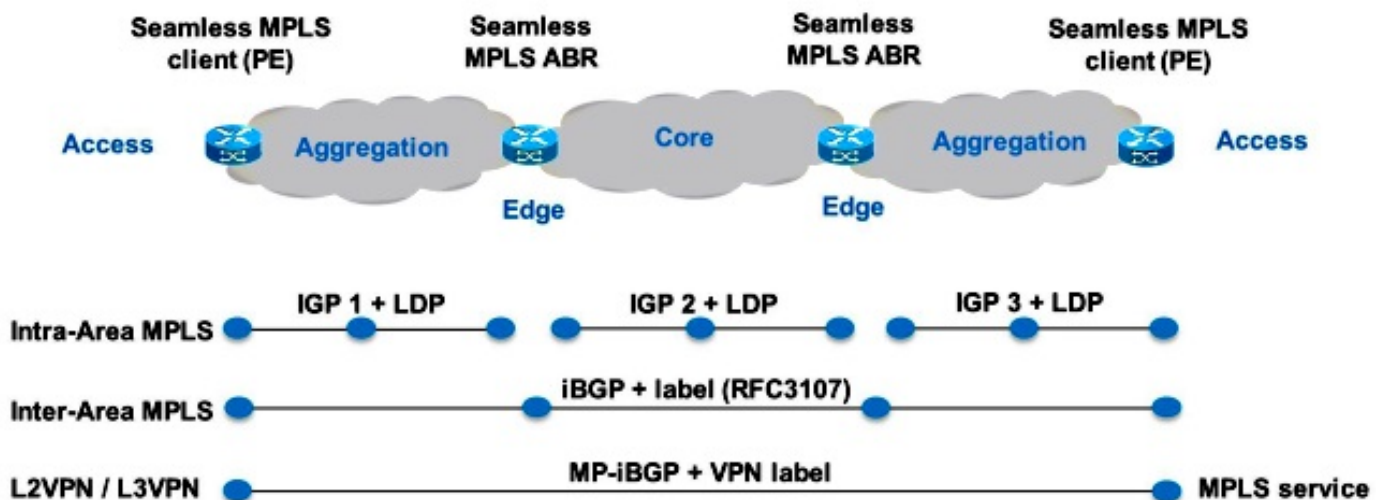 Seamless MPLS
client (PE)
Seamless
MPLS ABR
Seamless
MPLS ABR
Seamless MPLS
client (PE)
Access
Aggregation
Core
Aggregation
Access
Edge
Edge
IGP 1 + LDP
IGP 2 + LDP
IGP 3 + LDP
Intra-Area MPLS
iBGP + label (RFC3107)
Inter-Area MPLS
MP-iBGP + VPN label
L2VPN / L3VPN
MPLS service